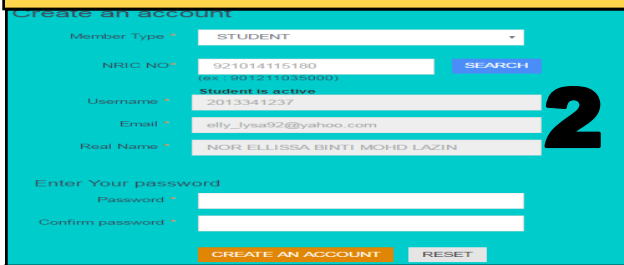 Create an account
Member Type * STUDENT
NRIC NO * 921014115180 SEARCH
(ex : 901211035000)
Student is active
Username * 2013341237
Email * elly_lysa92@yahoo.com
Real Name * NOR ELLISSA BINTI MOHD LAZIN
2
Enter Your password
Password *
Confirm password *
CREATE AN ACCOUNT RESET